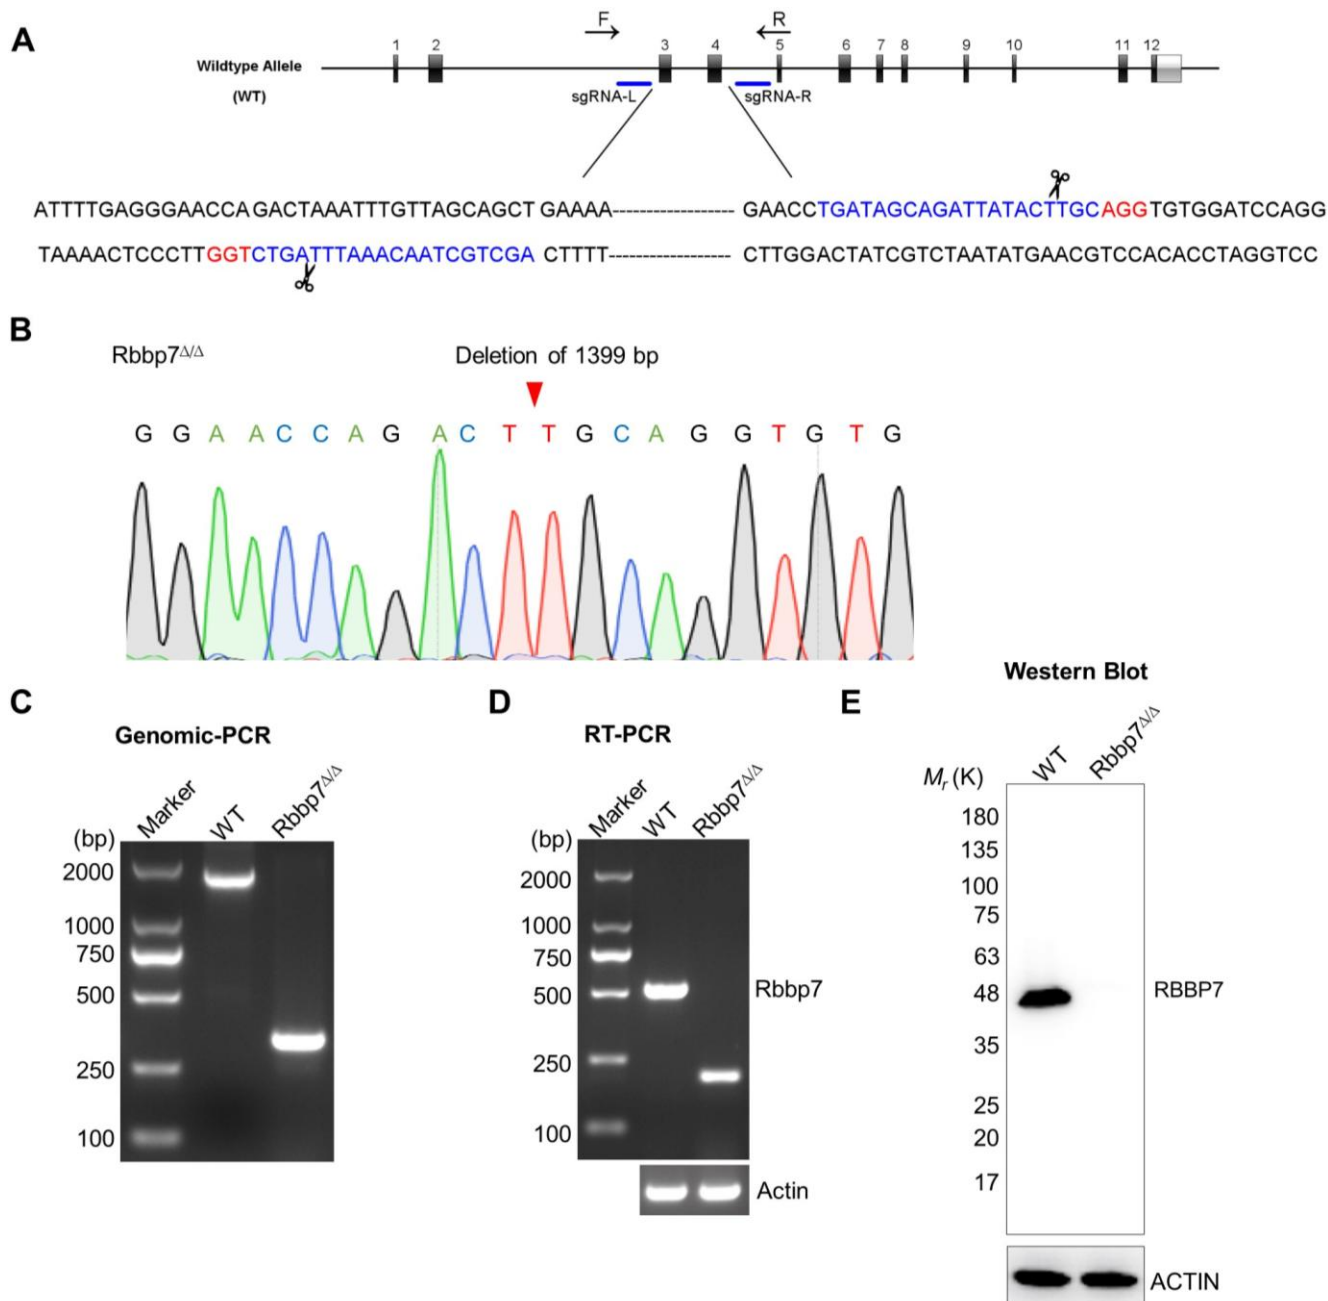 A
F R
1 2 3 4 5 6 7 8 9 10 11 12
Wildtype Allele
(WT)
sgRNA-L sgRNA-R
ATTTTGAGGGAACCAGACTAAATTTGTTAGCAGCTGAAAA------------------ GAACCTGATAGCAGATTATACTTGCAGGTGTGGATCCAGG
TAAAACTCCCTTGGTCTGATTTAAACAATCGTCGA CTTTT------------------ CTTGGACTATCGTCTAATATGAACGTCCACACCTAGGTCC
B
Rbbp7Δ/Δ Deletion of 1399 bp
G G A A C C A G A C T T G C A G G T G T G
C
Genomic-PCR
(bp) Marker WT Rbbp7Δ/Δ
2000
1000
750
500
250
100
D
RT-PCR
(bp) Marker WT Rbbp7Δ/Δ
2000
1000
750
500 Rbbp7
250
100
Actin
E
Western Blot
Mr (K) WT Rbbp7Δ/Δ
180
135
100
75
63
48 RBBP7
35
25
20
17
ACTIN